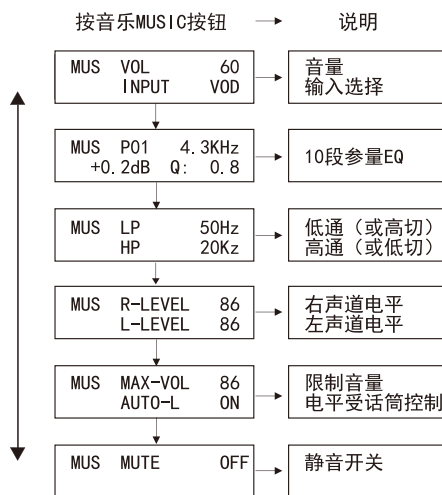 按音乐MUSIC按钮 说明
MUS VOL 60
INPUT VOD
音量
输入选择
MUS P01 4.3KHz
+0.2dB Q: 0.8
10段参量EQ
MUS LP 50Hz
HP 20Kz
低通（或高切）
高通（或低切）
MUS R-LEVEL 86
L-LEVEL 86
右声道电平
左声道电平
MUS MAX-VOL 86
AUTO-L ON
限制音量
电平受话筒控制
MUS MUTE OFF
静音开关